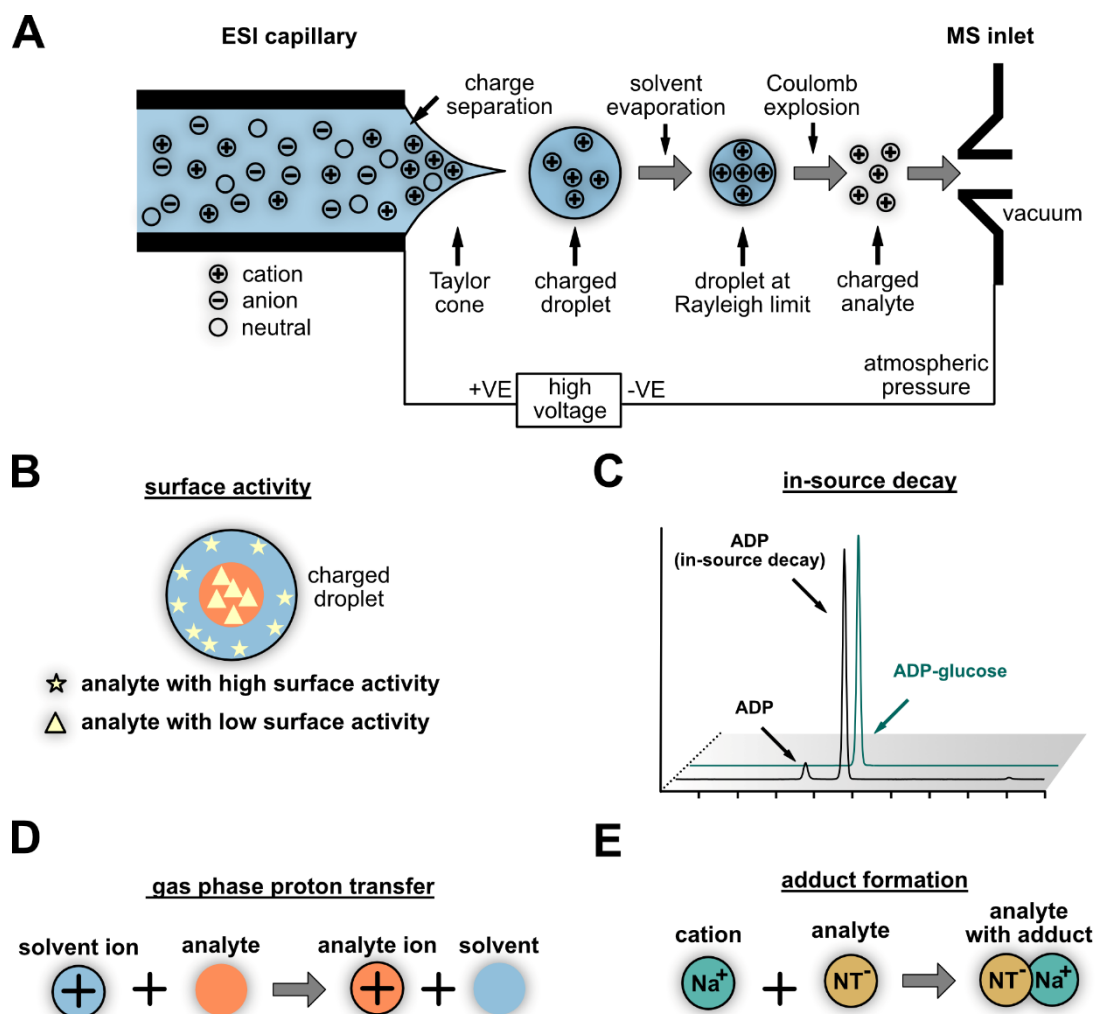 A
ESI capillary
MS inlet
charge
separation
solvent
evaporation
Coulomb
explosion
vacuum
cation
anion
neutral
Taylor
cone
charged
droplet
droplet at
Rayleigh limit
charged
analyte
atmospheric
pressure
+VE
high
voltage
-VE
B
surface activity
charged
droplet
analyte with high surface activity
analyte with low surface activity
C
in-source decay
ADP
(in-source decay)
ADP-glucose
ADP
D
gas phase proton transfer
solvent ion
analyte
analyte ion
solvent
+
+
+
+
E
adduct formation
cation
analyte
analyte
with adduct
Na+
+
NT-
NT-
Na+